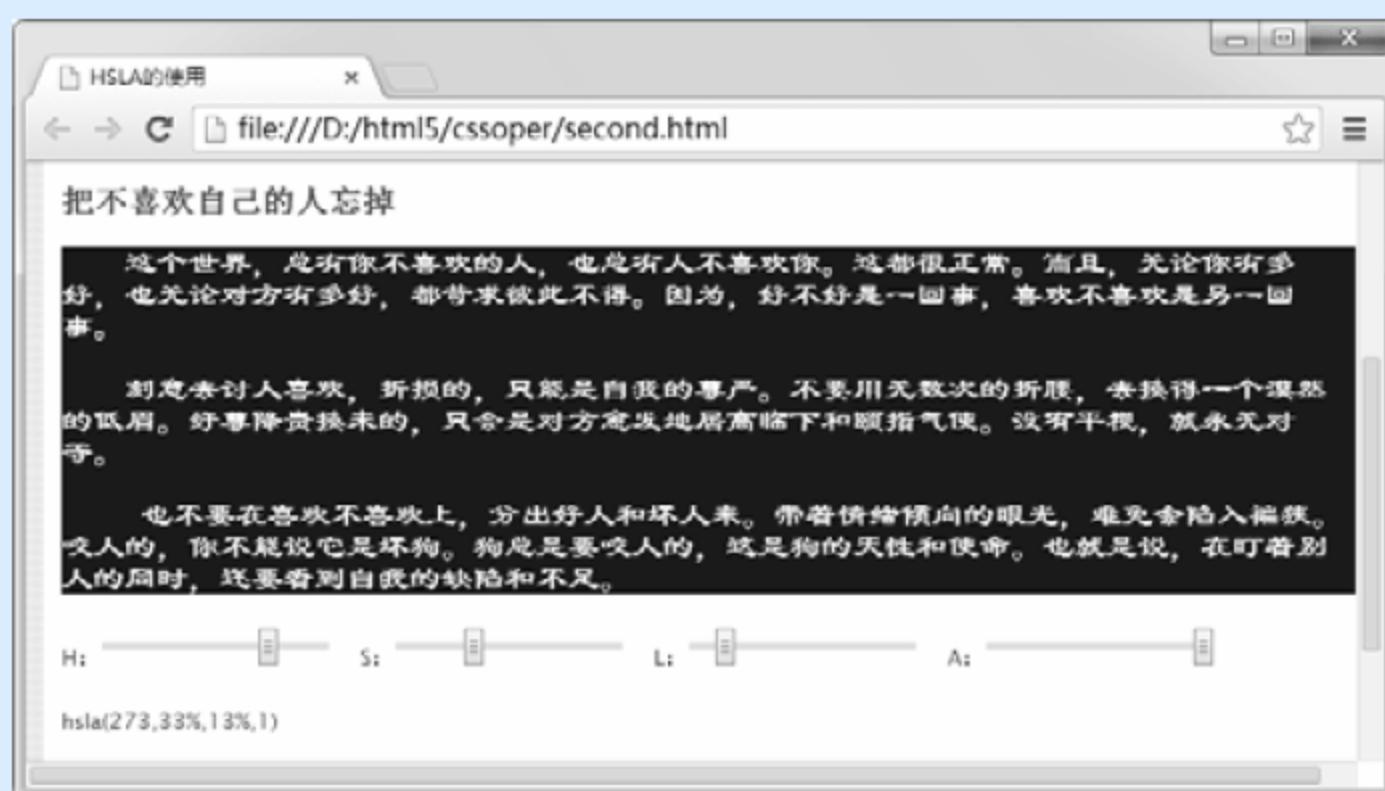 HSLA的使用
file:///D:/html5/cssoper/second.html
把不喜欢自己的人忘掉
这个世界，总有你不喜欢的人，也总有人不喜欢你。这都很正常。而且，无论你有多
好，也无论对方有多好，都苛求彼此不得。因为，好不好是一回事，喜欢不喜欢是另一回
事。
刻意去讨人喜欢，折损的，只能是自我的尊严。不要用无数次的折腰，去换得一个漠然
的低眉。纡尊降贵换来的，只会是对方愈发地居高临下和颐指气使。没有平视，就永无对
等。
也不要在喜欢不喜欢上，分出好人和坏人来。带着情绪倾向的眼光，难免会陷入褊狭。
咬人的，你不能说它是坏狗。狗总是要咬人的，这是狗的天性和使命。也就是说，在盯着别
人的同时，还要看到自我的缺陷和不足。
H: S: L: A:
hsla(273,33%,13%,1)